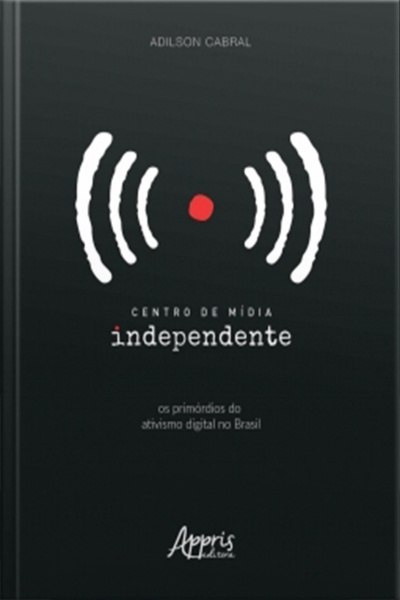 ADILSON CABRAL
CENTRO DE MÍDIA
independente
os primórdios do
ativismo digital no Brasil
Appris
editora